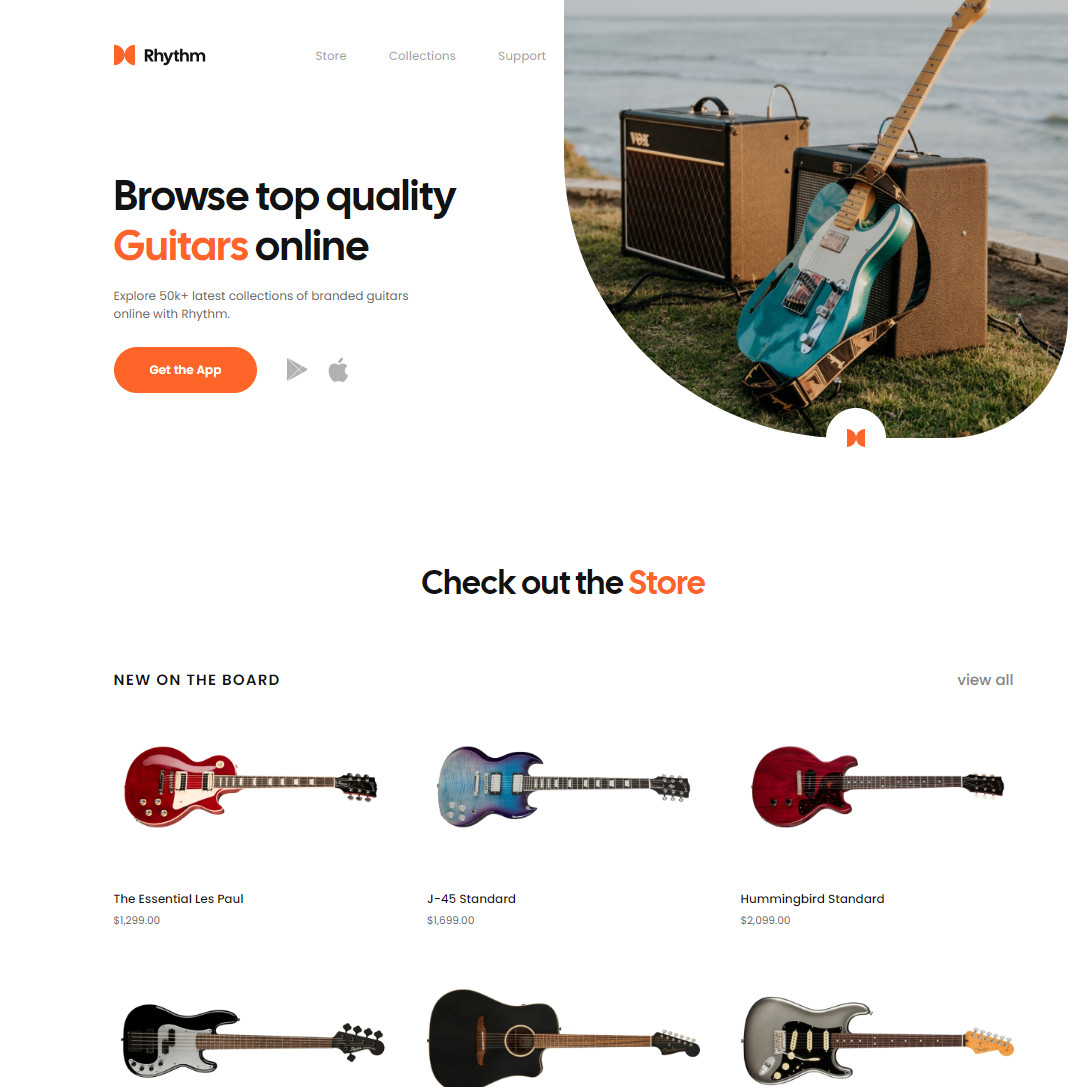 Rhythm
Store
Collections
Support
VOX
Browse top quality
Guitars online
Explore 50k+ latest collections of branded guitars
online with Rhythm.
Get the App
Check out the Store
NEW ON THE BOARD
view all
The Essential Les Paul
J-45 Standard
Hummingbird Standard
$1,299.00
$1,699.00
$2,099.00